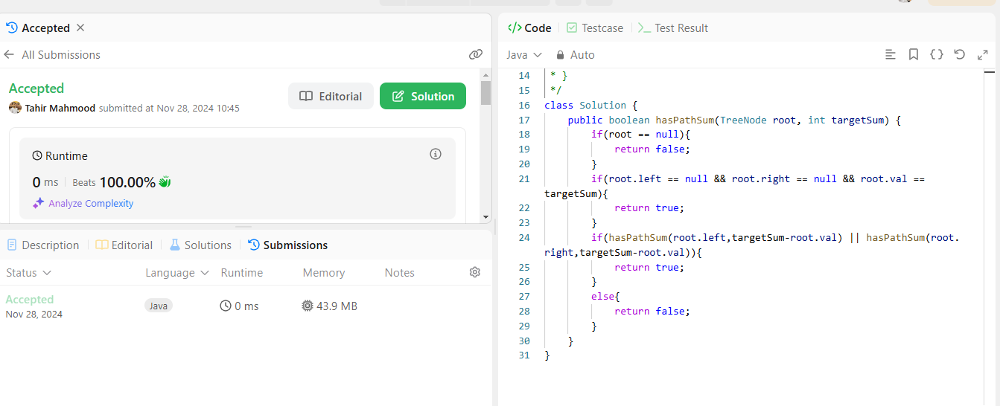 Accepted
All Submissions
Accepted
Editorial
Solution
Tahir Mahmood submitted at Nov 28, 2024 10:45
Runtime
0 ms Beats 100.00%
Analyze Complexity
Description Editorial Solutions Submissions
Status Language Runtime Memory Notes
Accepted
Nov 28, 2024
Java 0 ms 43.9 MB
</> Code Testcase >_ Test Result
Java Auto
14 * }
15 */
16 class Solution {
17 public boolean hasPathSum(TreeNode root, int targetSum) {
18 if(root == null){
19 return false;
20 }
21 if(root.left == null && root.right == null && root.val ==
targetSum){
22 return true;
23 }
24 if(hasPathSum(root.left,targetSum-root.val) || hasPathSum(root.
right,targetSum-root.val)){
25 return true;
26 }
27 else{
28 return false;
29 }
30 }
31 }